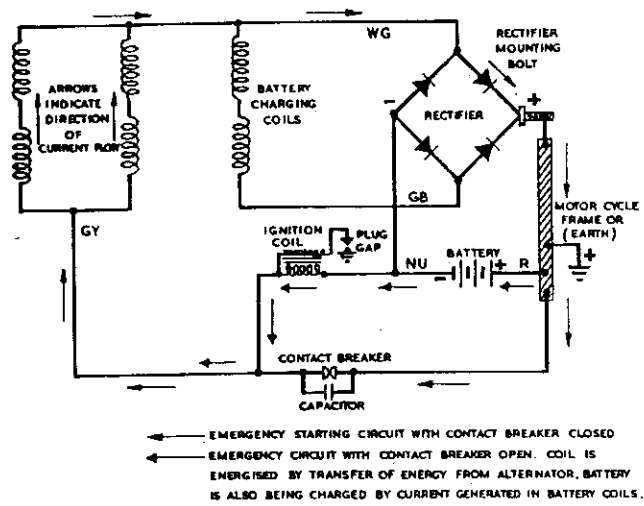 WG
RECTIFIER
MOUNTING
BOLT
ARROWS
INDICATE
DIRECTION
OF
CURRENT FLOW
BATTERY
CHARGING
COILS
-
RECTIFIER
+
GB
GY
MOTOR CYCLE
FRAME OR
(EARTH)
IGNITION
COIL
PLUG
GAP
NU
BATTERY
R
- +
+
CONTACT BREAKER
CAPACITOR
EMERGENCY STARTING CIRCUIT WITH CONTACT BREAKER CLOSED
EMERGENCY CIRCUIT WITH CONTACT BREAKER OPEN. COIL IS
ENERGISED BY TRANSFER OF ENERGY FROM ALTERNATOR, BATTERY
IS ALSO BEING CHARGED BY CURRENT GENERATED IN BATTERY COILS.